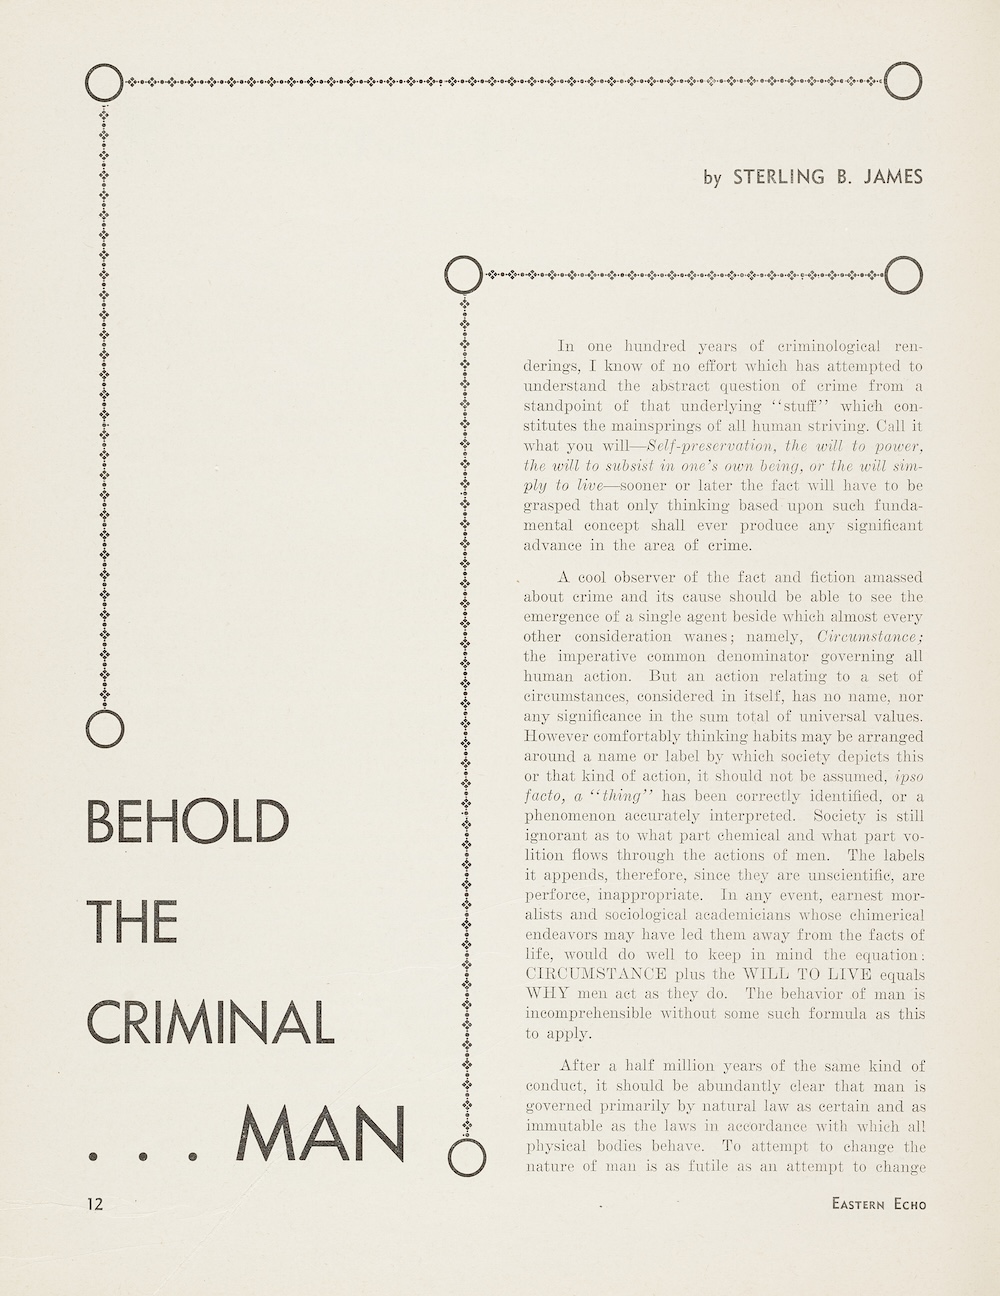 by STERLING B. JAMES
BEHOLD
THE
CRIMINAL
. . . MAN
In one hundred years of criminological ren-
derings, I know of no effort which has attempted to
understand the abstract question of crime from a
standpoint of that underlying “stuff” which con-
stitutes the mainsprings of all human striving. Call it
what you will—Self-preservation, the will to power,
the will to subsist in one’s own being, or the will sim-
ply to live—sooner or later the fact will have to be
grasped that only thinking based upon such funda-
mental concept shall ever produce any significant
advance in the area of crime.
A cool observer of the fact and fiction amassed
about crime and its cause should be able to see the
emergence of a single agent beside which almost every
other consideration wanes; namely, Circumstance;
the imperative common denominator governing all
human action. But an action relating to a set of
circumstances, considered in itself, has no name, nor
any significance in the sum total of universal values.
However comfortably thinking habits may be arranged
around a name or label by which society depicts this
or that kind of action, it should not be assumed, ipso
facto, a “thing” has been correctly identified, or a
phenomenon accurately interpreted. Society is still
ignorant as to what part chemical and what part vo-
lition flows through the actions of men. The labels
it appends, therefore, since they are unscientific, are
perforce, inappropriate. In any event, earnest mor-
alists and sociological academicians whose chimerical
endeavors may have led them away from the facts of
life, would do well to keep in mind the equation:
CIRCUMSTANCE plus the WILL TO LIVE equals
WHY men act as they do. The behavior of man is
incomprehensible without some such formula as this
to apply.
After a half million years of the same kind of
conduct, it should be abundantly clear that man is
governed primarily by natural law as certain and as
immutable as the laws in accordance with which all
physical bodies behave. To attempt to change the
nature of man is as futile as an attempt to change
12
EASTERN ECHO